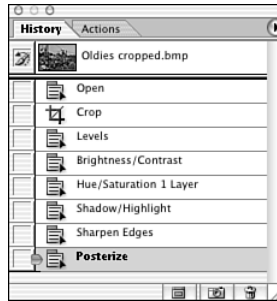 History Actions
Oldies cropped.bmp
Open
Crop
Levels
Brightness/Contrast
Hue/Saturation 1 Layer
Shadow/Highlight
Sharpen Edges
Posterize